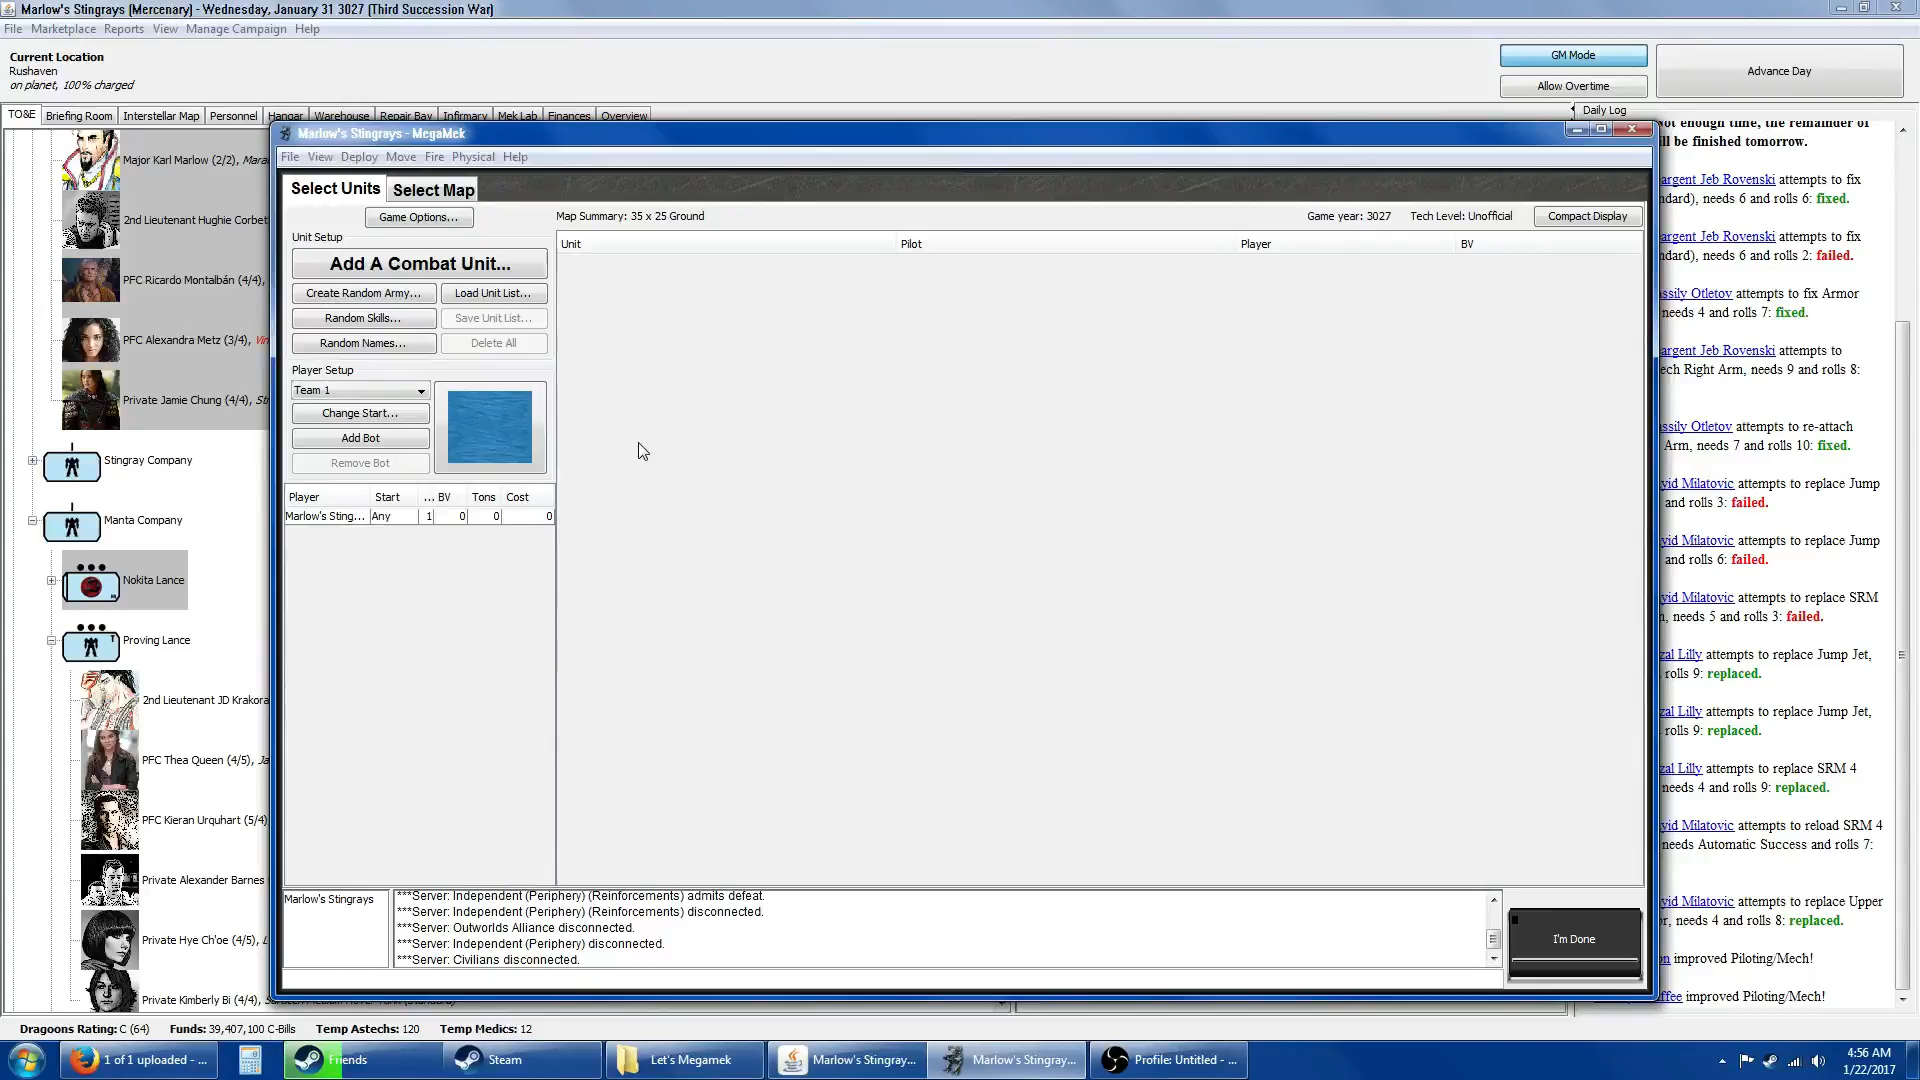 Marlow's Stingrays (Mercenary) - Wednesday, January 31 3027 (Third Succession War)
File Marketplace Reports View Manage Campaign Help
Current Location
Rushaven
on planet, 100% charged
GM Mode
Allow Overtime
Advance Day
TO&E Briefing Room Interstellar Map Personnel Hangar Warehouse Repair Bay Infirmary Mek Lab Finances Overview
Daily Log
Major Karl Marlow (2/2), Mara
2nd Lieutenant Hughie Corbet
PFC Ricardo Montalbán (4/4),
PFC Alexandra Metz (3/4), Vin
Private Jamie Chung (4/4), St
Stingray Company
Manta Company
Nokita Lance
Proving Lance
2nd Lieutenant JD Krakora
PFC Thea Queen (4/5), Ja
PFC Kieran Urquhart (5/4)
Private Alexander Barnes
Private Hye Ch'oe (4/5), L
Private Kimberly Bi (4/4),
Marlow's Stingrays - MegaMek
File View Deploy Move Fire Physical Help
Select Units Select Map
Game Options...
Map Summary: 35 x 25 Ground
Game year: 3027 Tech Level: Unofficial
Compact Display
Unit Setup
Unit Pilot Player BV
Add A Combat Unit...
Create Random Army... Load Unit List...
Random Skills... Save Unit List...
Random Names... Delete All
Player Setup
Team 1
Change Start...
Add Bot
Remove Bot
Player Start ... BV Tons Cost
Marlow's Sting... Any 1 0 0 0
Marlow's Stingrays
***Server: Independent (Periphery) (Reinforcements) admits defeat.
***Server: Independent (Periphery) (Reinforcements) disconnected.
***Server: Outworlds Alliance disconnected.
***Server: Independent (Periphery) disconnected.
***Server: Civilians disconnected.
I'm Done
Not enough time, the remainder of
ll be finished tomorrow.
argent Jeb Rovenski attempts to fix
ndard), needs 6 and rolls 6: fixed.
argent Jeb Rovenski attempts to fix
ndard), needs 6 and rolls 2: failed.
ssily Otletov attempts to fix Armor
needs 4 and rolls 7: fixed.
argent Jeb Rovenski attempts to
ech Right Arm, needs 9 and rolls 8:
ssily Otletov attempts to re-attach
Arm, needs 7 and rolls 10: fixed.
vid Milatovic attempts to replace Jump
and rolls 3: failed.
vid Milatovic attempts to replace Jump
and rolls 6: failed.
vid Milatovic attempts to replace SRM
n, needs 5 and rolls 3: failed.
zal Lilly attempts to replace Jump Jet,
rolls 9: replaced.
zal Lilly attempts to replace Jump Jet,
rolls 9: replaced.
zal Lilly attempts to replace SRM 4
needs 4 and rolls 9: replaced.
vid Milatovic attempts to reload SRM 4
needs Automatic Success and rolls 7:
vid Milatovic attempts to replace Upper
or, needs 4 and rolls 8: replaced.
on improved Piloting/Mech!
ffee improved Piloting/Mech!
Dragoons Rating: C (64) Funds: 39,407,100 C-Bills Temp Astechs: 120 Temp Medics: 12
1 of 1 uploaded - ... Friends Steam Let's Megamek Marlow's Stingray... Marlow's Stingray... Profile: Untitled - ...
4:56 AM
1/22/2017